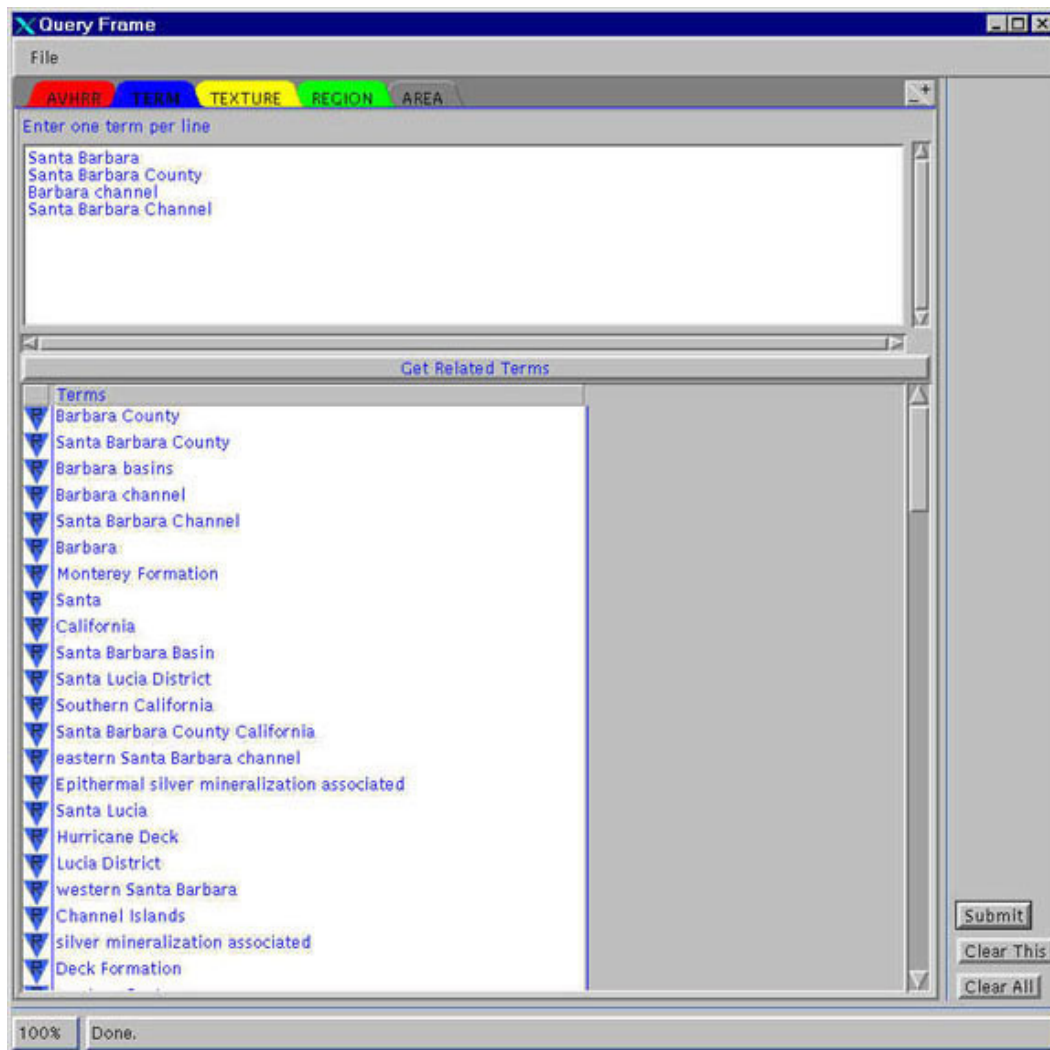 Query Frame
File
AVHRR TERM TEXTURE REGION AREA
Enter one term per line
Santa Barbara
Santa Barbara County
Barbara channel
Santa Barbara Channel
Get Related Terms
Terms
Barbara County
Santa Barbara County
Barbara basins
Barbara channel
Santa Barbara Channel
Barbara
Monterey Formation
Santa
California
Santa Barbara Basin
Santa Lucia District
Southern California
Santa Barbara County California
eastern Santa Barbara channel
Epithermal silver mineralization associated
Santa Lucia
Hurricane Deck
Lucia District
western Santa Barbara
Channel Islands
silver mineralization associated
Deck Formation
Submit
Clear This
Clear All
100% Done.